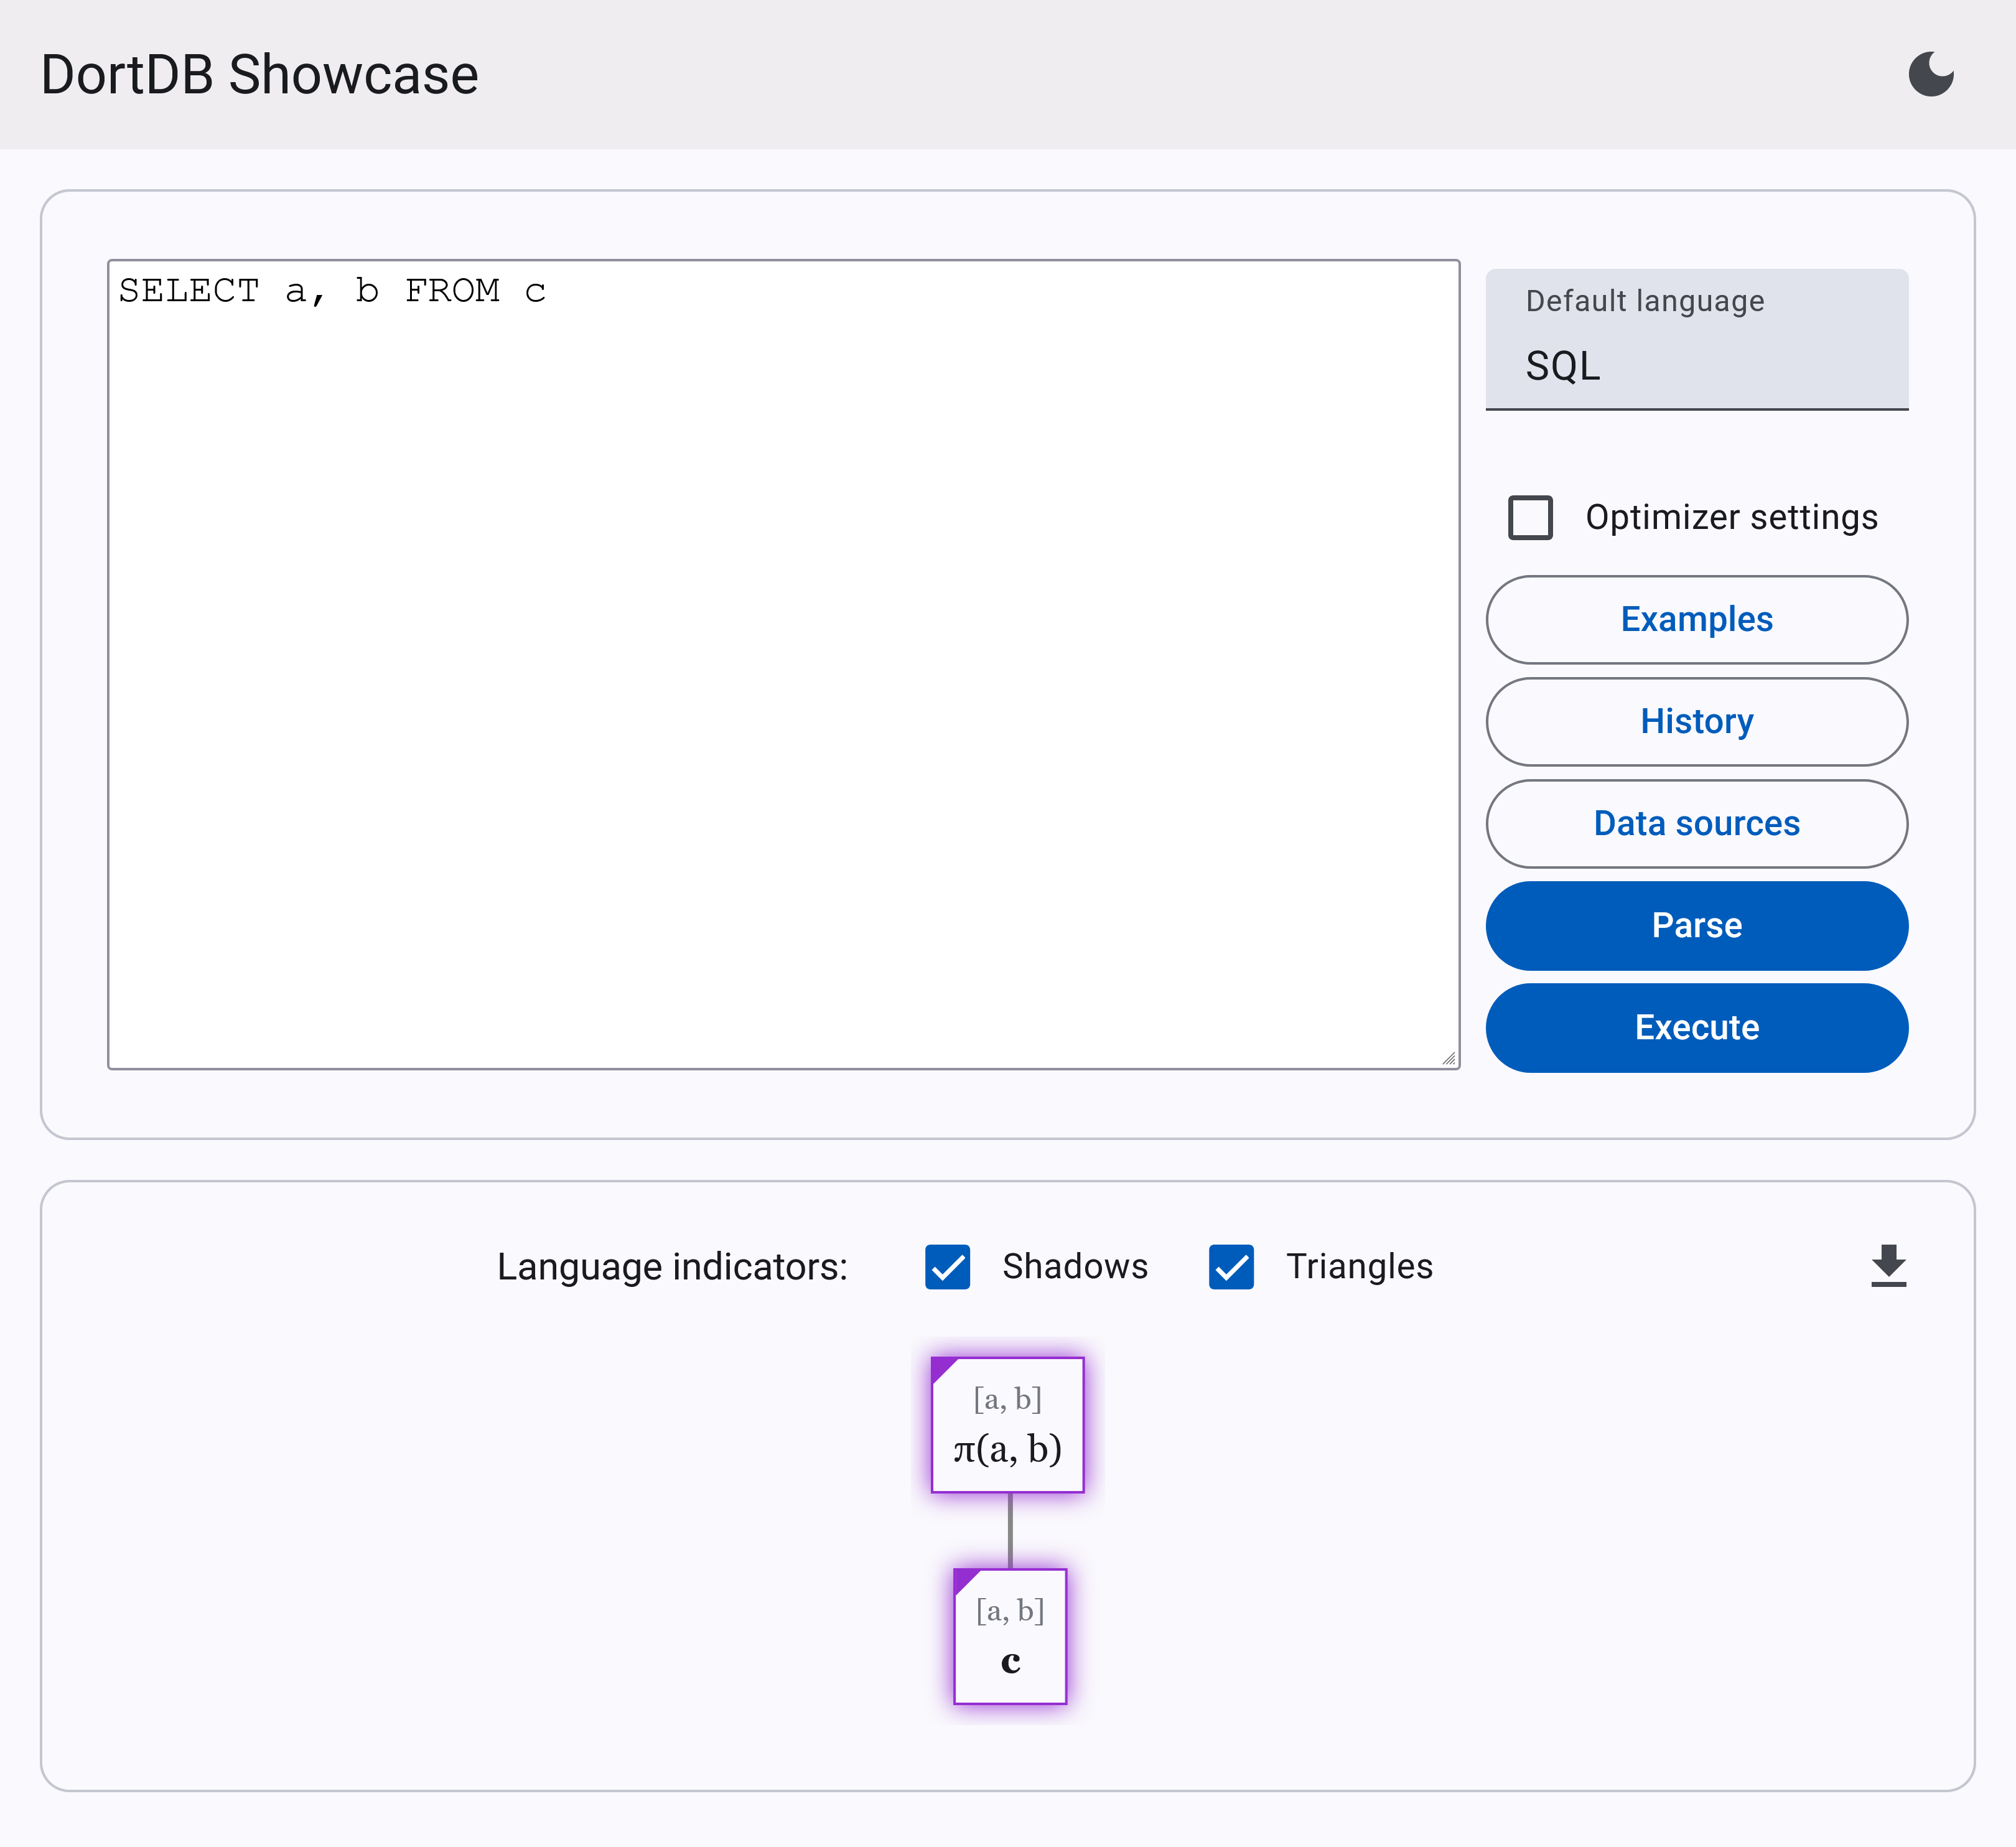 DortDB Showcase
SELECT a, b FROM c
Default language
SQL
Optimizer settings
Examples
History
Data sources
Parse
Execute
Language indicators:
Shadows
Triangles
[a, b]
π(a, b)
[a, b]
c